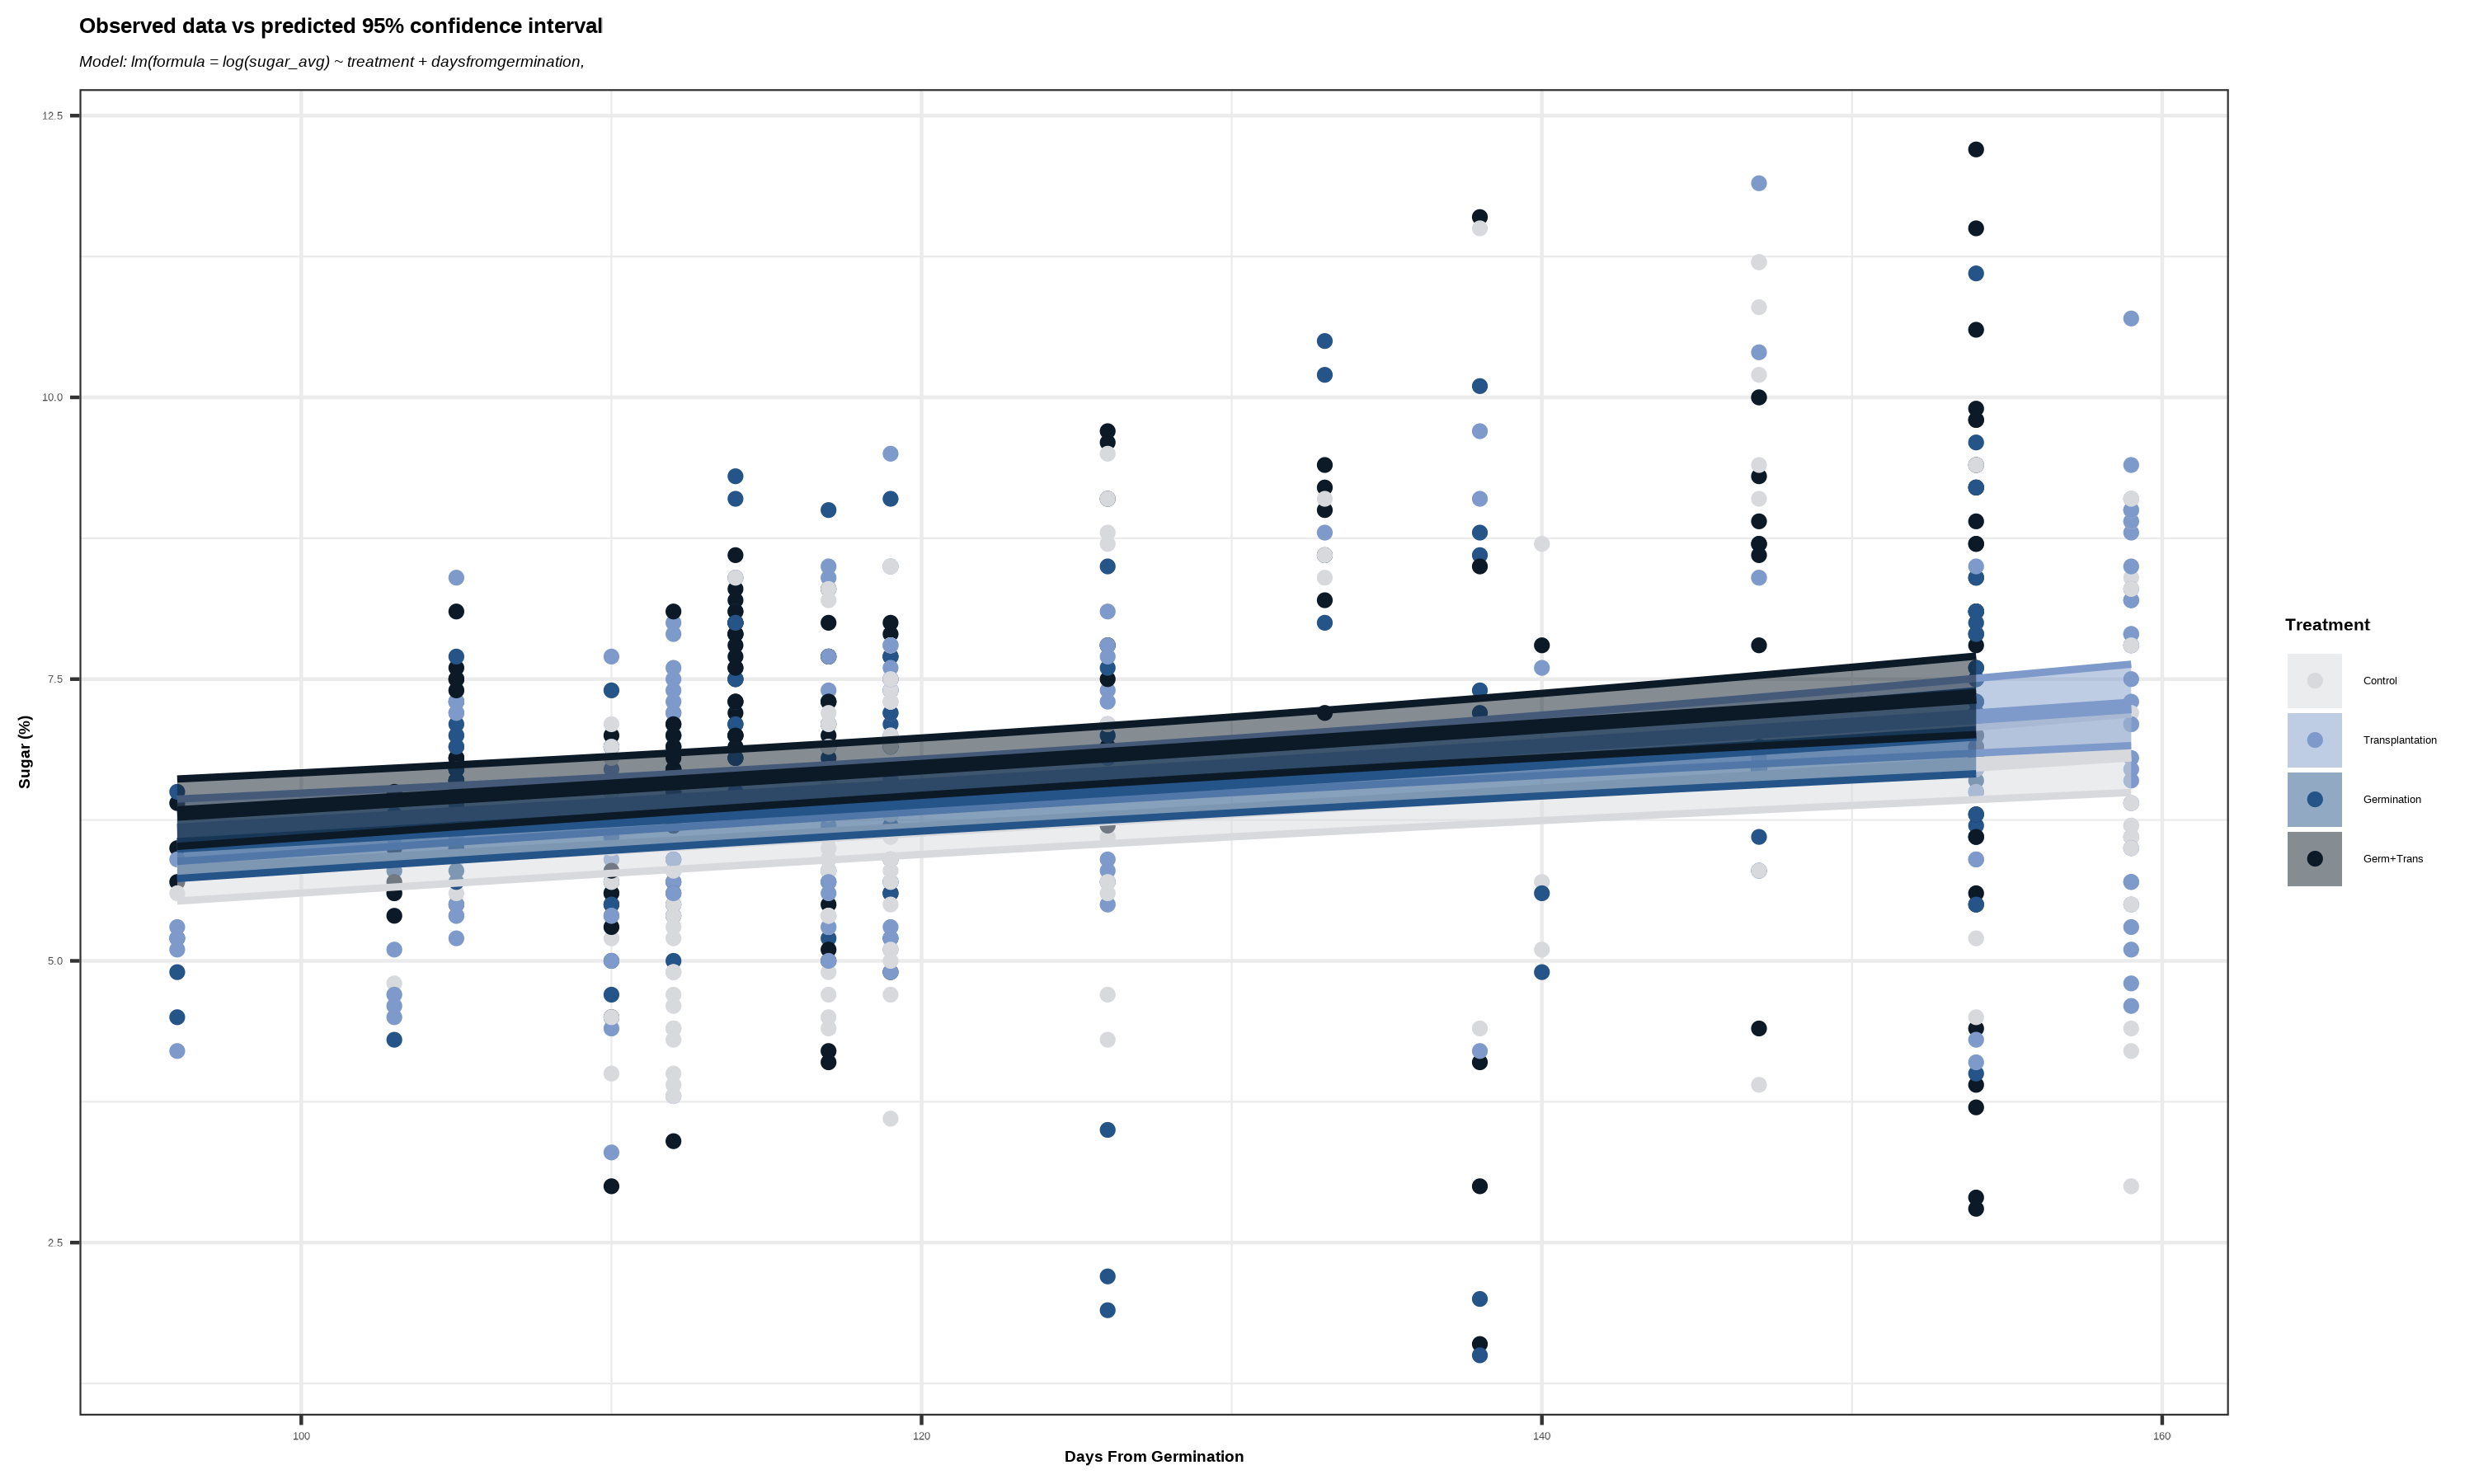 Observed data vs predicted 95% confidence interval
Model: lm(formula = log(sugar_avg) ~ treatment + daysfromgermination,
12.5
10.0
7.5
5.0
2.5
Sugar (%)
100
120
140
160
Days From Germination
Treatment
Control
Transplantation
Germination
Germ+Trans